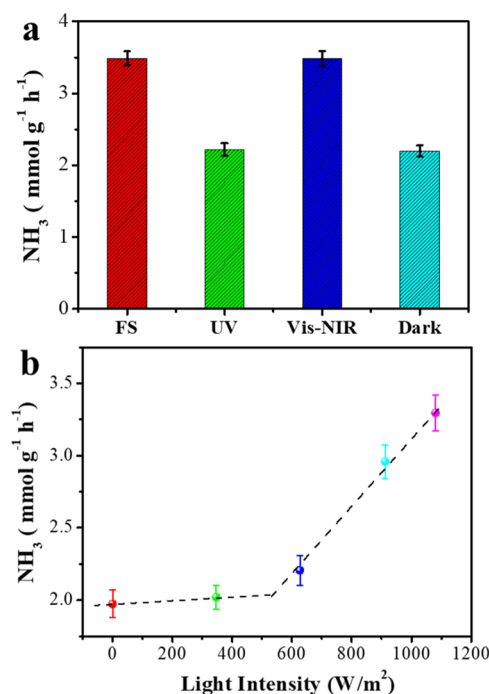 a
NH3 ( mmol g-1 h-1)
4
3
2
1
0
FS UV Vis-NIR Dark
b
NH3 ( mmol g-1 h-1)
3.5
3.0
2.5
2.0
0 200 400 600 800 1000 1200
Light Intensity (W/m2)